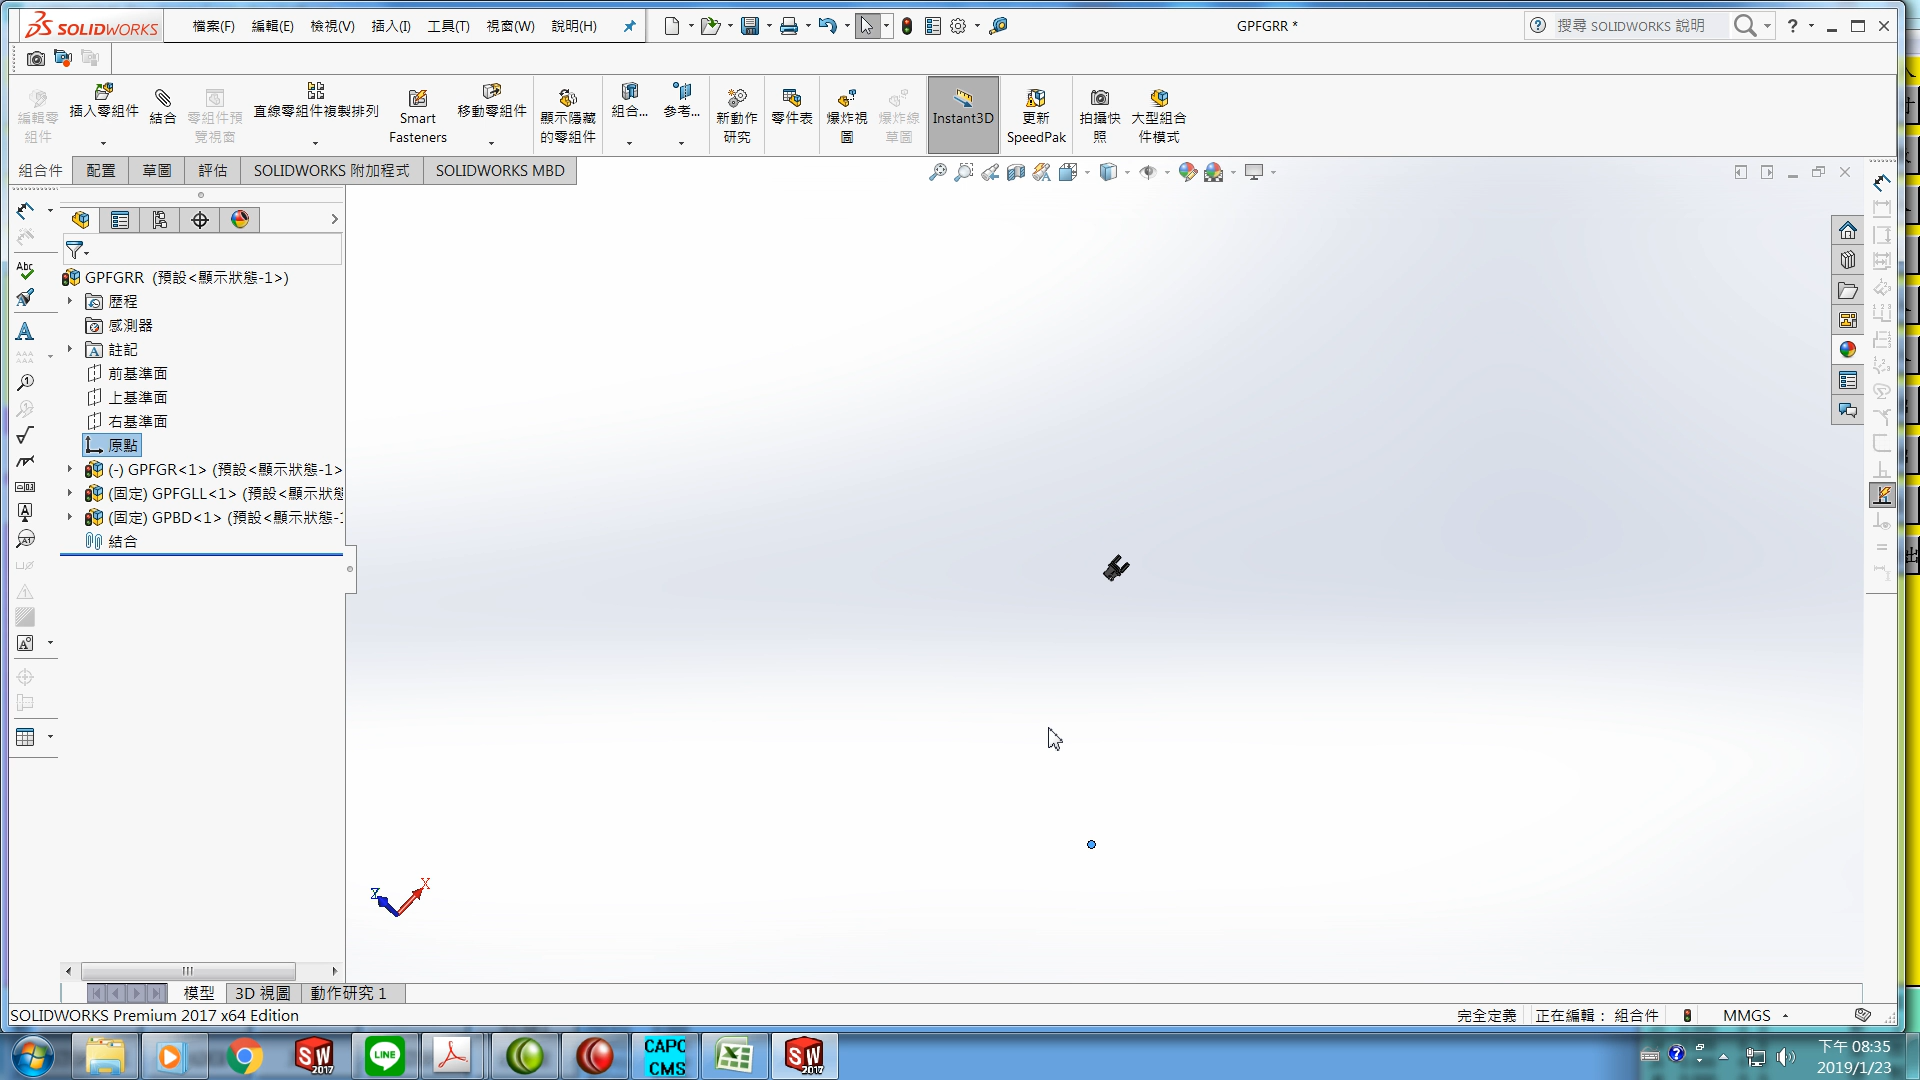 SOLIDWORKS 檔案(F) 編輯(E) 檢視(V) 插入(I) 工具(T) 視窗(W) 說明(H) GPFGRR * 搜尋 SOLIDWORKS 說明
編輯零組件 插入零組件 結合 零組件預覽視窗 直線零組件複製排列 Smart Fasteners 移動零組件 顯示隱藏的零組件 組合... 參考... 新動作研究 零件表 爆炸視圖 爆炸線草圖 Instant3D 更新 SpeedPak 拍攝快照 大型組合件模式
組合件 配置 草圖 評估 SOLIDWORKS 附加程式 SOLIDWORKS MBD
GPFGRR (預設<顯示狀態-1>)
歷程
感測器
註記
前基準面
上基準面
右基準面
原點
(-) GPFGR<1> (預設<顯示狀態-1>
(固定) GPFGLL<1> (預設<顯示狀態
(固定) GPBD<1> (預設<顯示狀態-
結合
Z X
模型 3D 視圖 動作研究 1
SOLIDWORKS Premium 2017 x64 Edition 完全定義 正在編輯： 組合件 MMGS
SW 2017 LINE CAPC CMS SW 2017
下午 08:35
2019/1/23